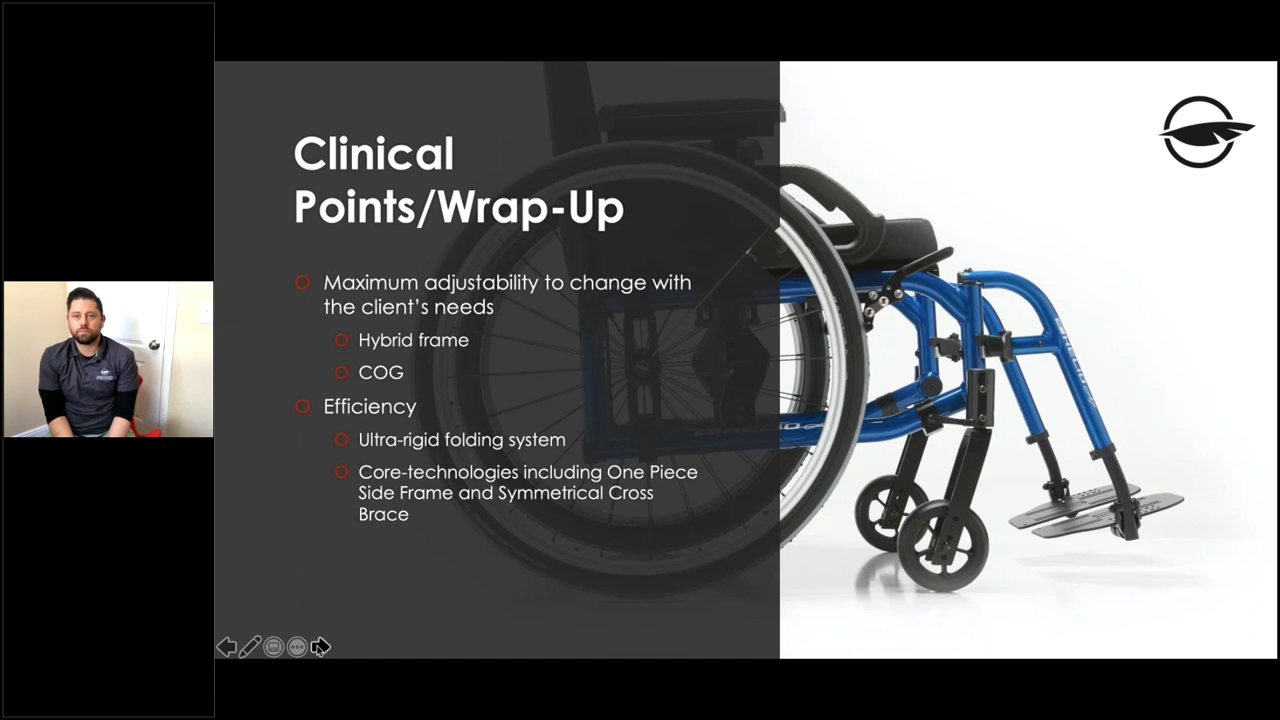 Clinical
Points/Wrap-Up
Maximum adjustability to change with
the client's needs
Hybrid frame
COG
Efficiency
Ultra-rigid folding system
Core-technologies including One Piece
Side Frame and Symmetrical Cross
Brace